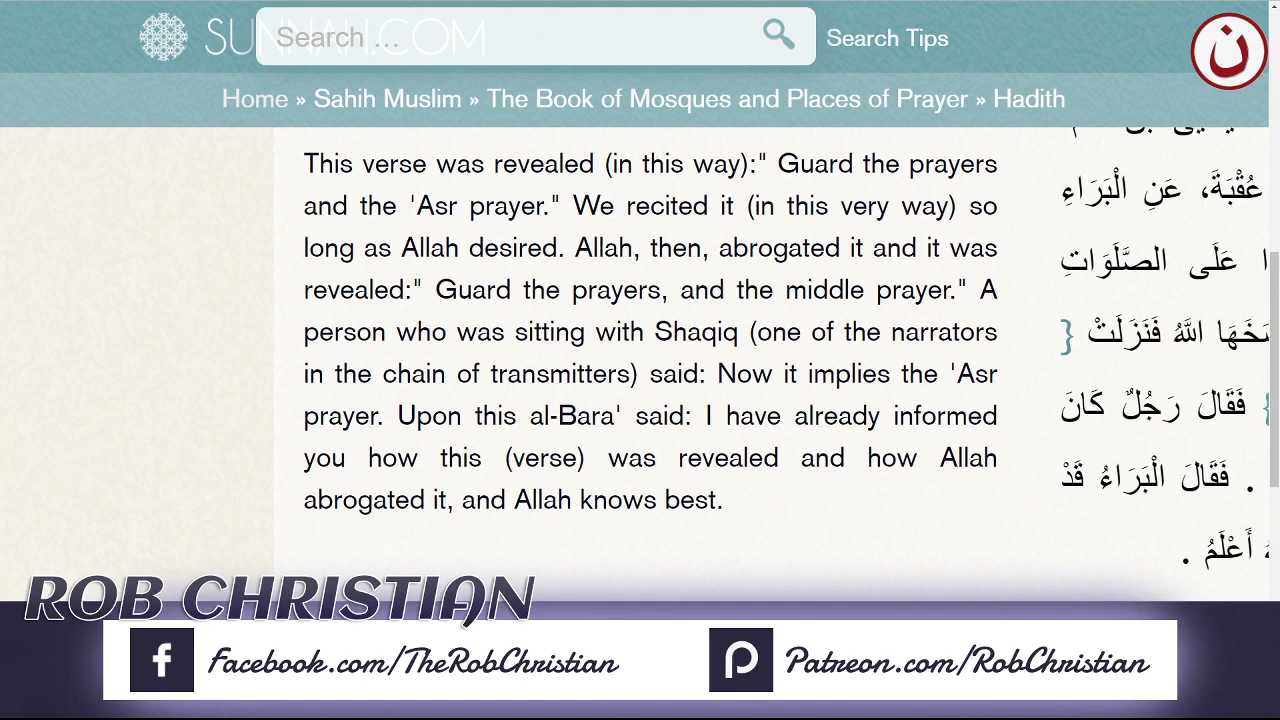 SUNNAH.COM
Search ...
Search Tips
ن
Home » Sahih Muslim » The Book of Mosques and Places of Prayer » Hadith
This verse was revealed (in this way):" Guard the prayers
and the 'Asr prayer." We recited it (in this very way) so
long as Allah desired. Allah, then, abrogated it and it was
revealed:" Guard the prayers, and the middle prayer." A
person who was sitting with Shaqiq (one of the narrators
in the chain of transmitters) said: Now it implies the 'Asr
prayer. Upon this al-Bara' said: I have already informed
you how this (verse) was revealed and how Allah
abrogated it, and Allah knows best.
عُقْبَةَ، عَنِ الْبَرَاءِ
عَلَى الصَّلَوَاتِ
اللَّهُ فَنَزَلَتْ {
} فَقَالَ رَجُلٌ كَانَ
. فَقَالَ الْبَرَاءُ قَدْ
أَعْلَمُ .
ROB CHRISTIAN
Facebook.com/TheRobChristian
Patreon.com/RobChristian